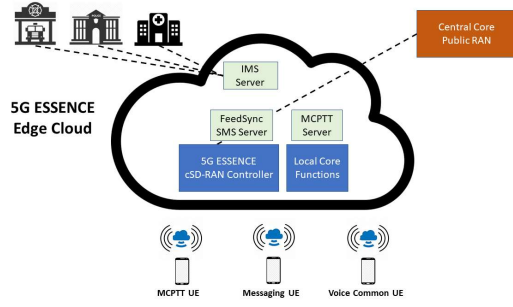 Central Core
Public RAN
IMS
Server
5G ESSENCE
Edge Cloud
FeedSync
SMS Server
MCPTT
Server
5G ESSENCE
cSD-RAN Controller
Local Core
Functions
MCPTT UE
Messaging UE
Voice Common UE